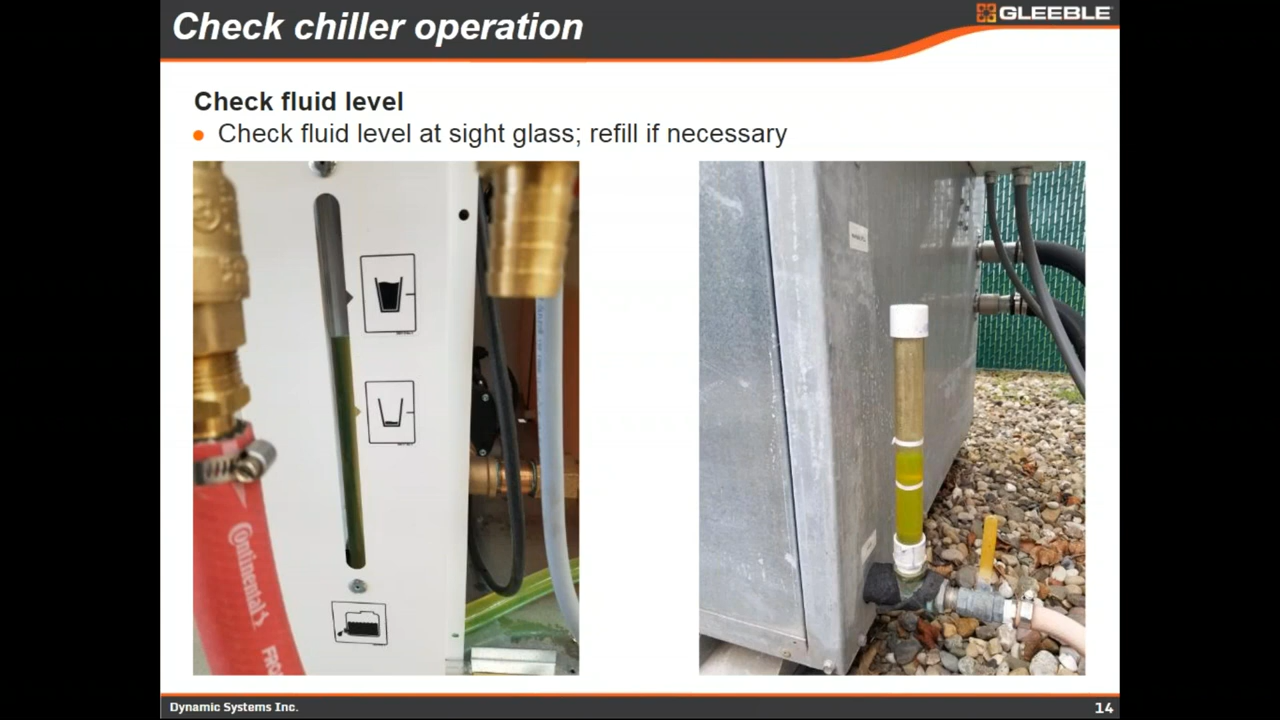 Check chiller operation
GLEEBLE
Check fluid level
Check fluid level at sight glass; refill if necessary
Continental
Dynamic Systems Inc.
14